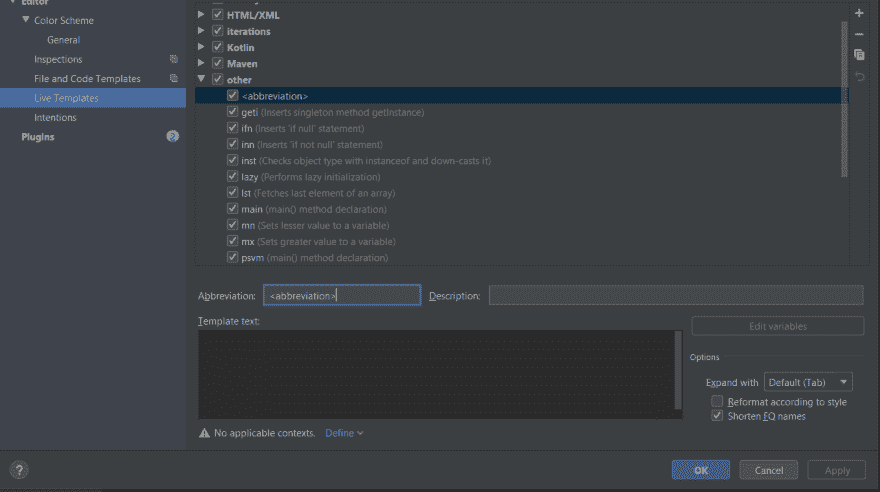 Editor
Color Scheme
General
Inspections
File and Code Templates
Live Templates
Intentions
Plugins 2
HTML/XML
iterations
Kotlin
Maven
other
<abbreviation>
geti (Inserts singleton method getInstance)
ifn (Inserts 'if null' statement)
inn (Inserts 'if not null' statement)
inst (Checks object type with instanceof and down-casts it)
lazy (Performs lazy initialization)
lst (Fetches last element of an array)
main (main() method declaration)
mn (Sets lesser value to a variable)
mx (Sets greater value to a variable)
psvm (main() method declaration)
Abbreviation: <abbreviation> Description:
Template text:
Edit variables
Options
Expand with Default (Tab)
Reformat according to style
Shorten FQ names
No applicable contexts. Define
? OK Cancel Apply